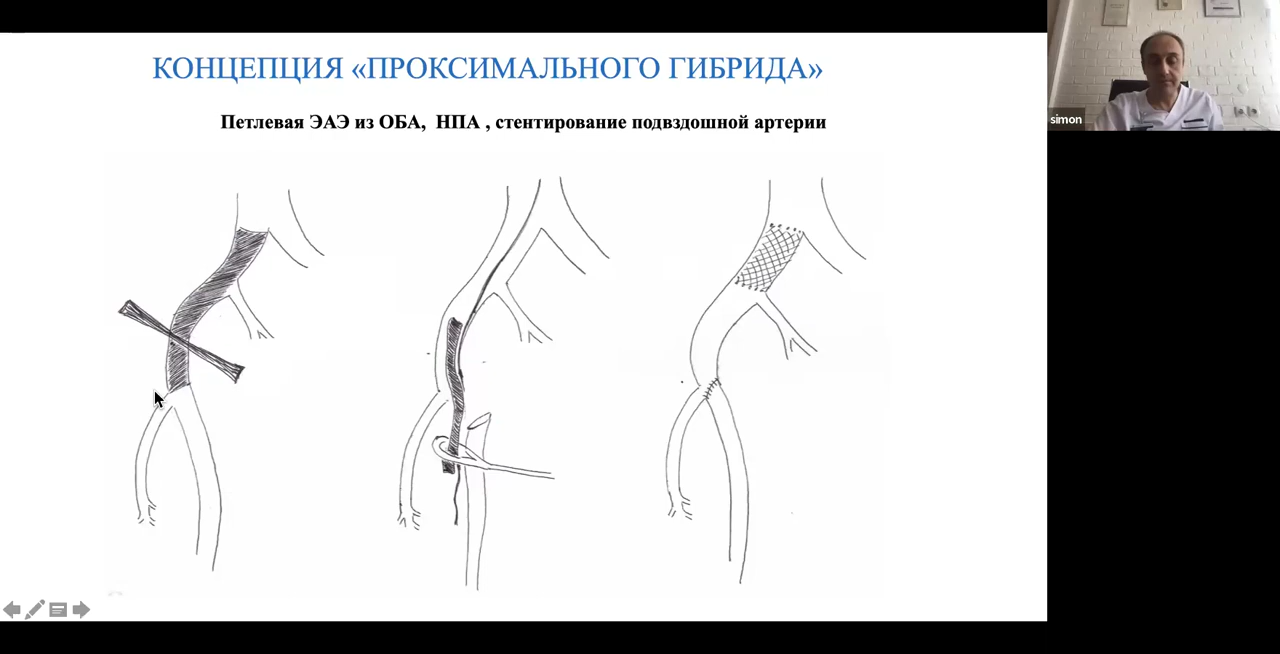 КОНЦЕПЦИЯ «ПРОКСИМАЛЬНОГО ГИБРИДА»
Петлевая ЭАЭ из ОБА, НПА , стентирование подвздошной артерии
simon